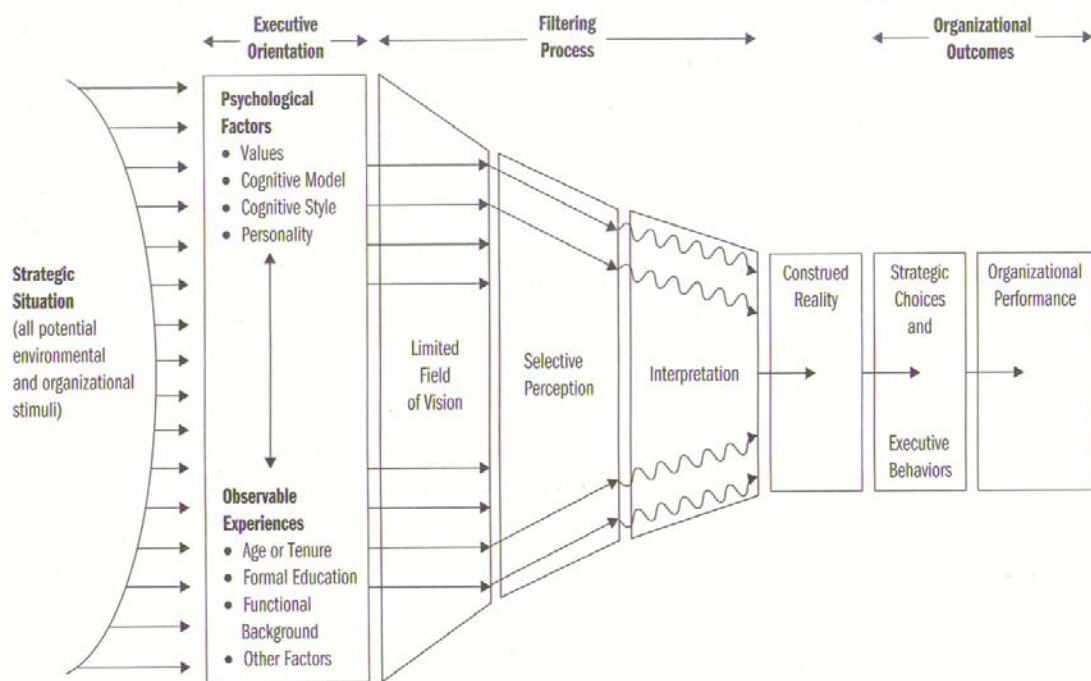 Executive
Orientation
Filtering
Process
Organizational
Outcomes
Strategic
Situation
(all potential
environmental
and organizational
stimuli)
Psychological
Factors
• Values
• Cognitive Model
• Cognitive Style
• Personality
Observable
Experiences
• Age or Tenure
• Formal Education
• Functional
Background
• Other Factors
Limited
Field
of Vision
Selective
Perception
Interpretation
Construed
Reality
Strategic
Choices
and
Executive
Behaviors
Organizational
Performance